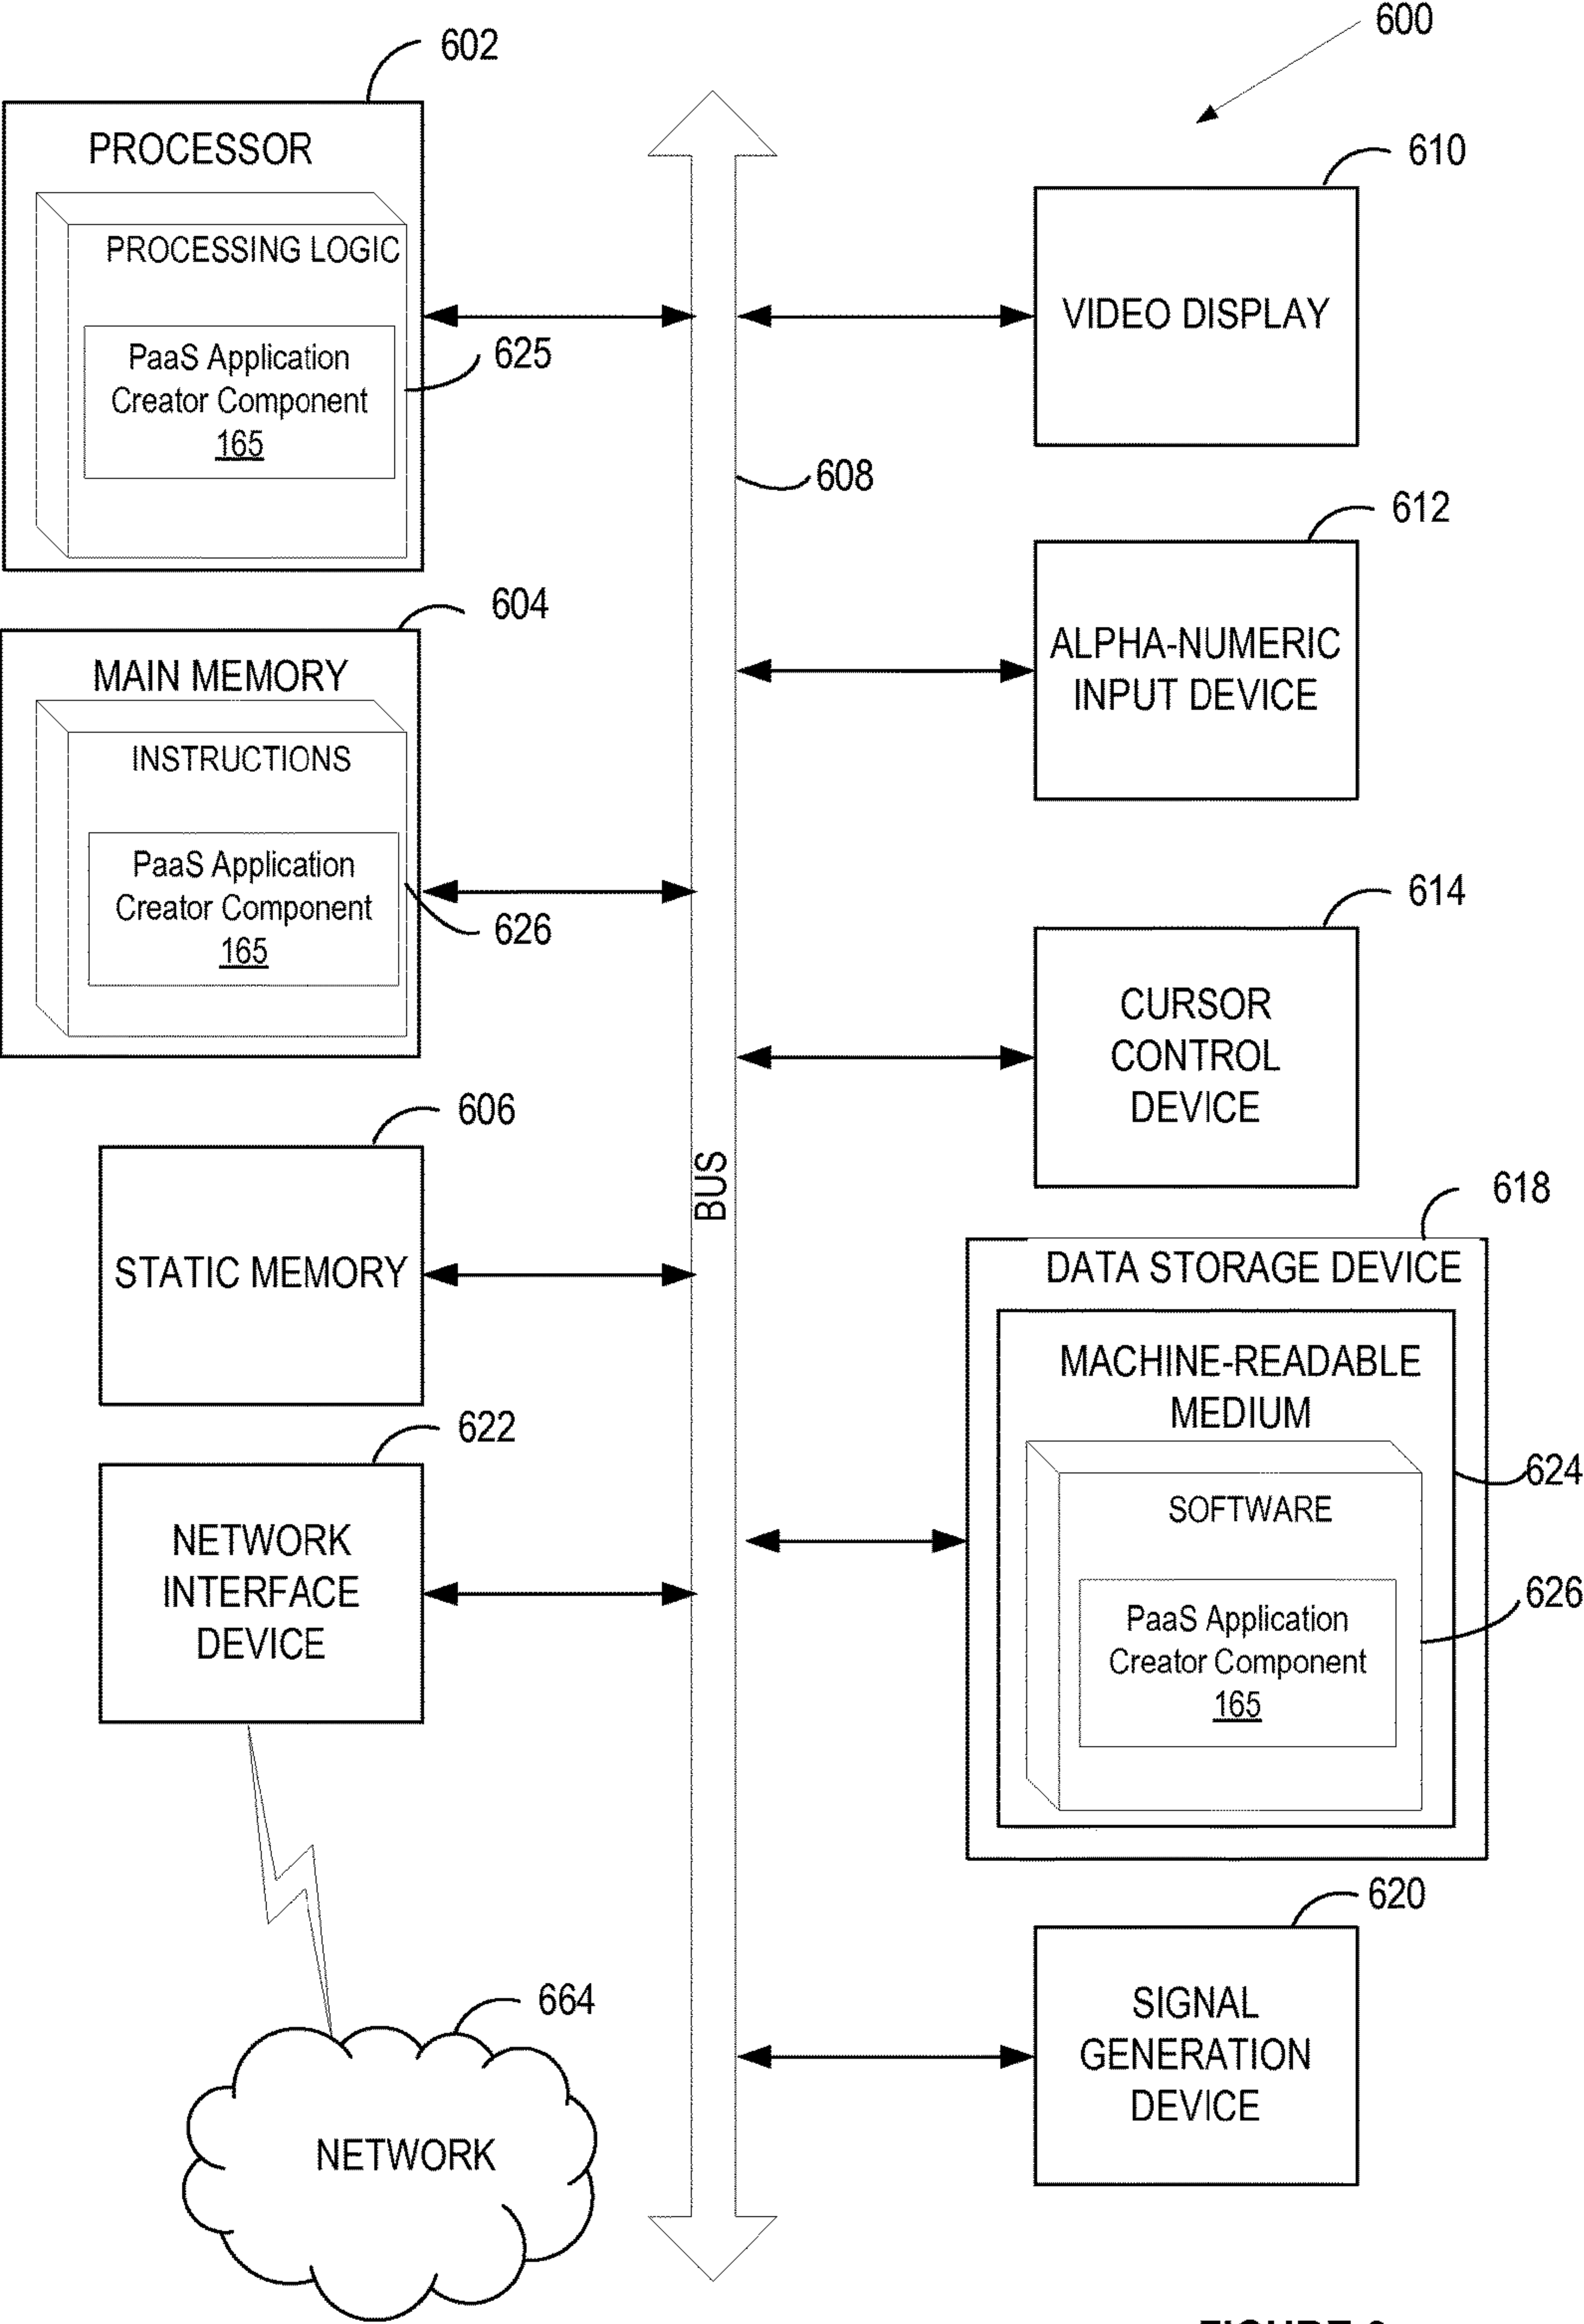 600
602
PROCESSOR
PROCESSING LOGIC
PaaS Application
Creator Component
165
625
610
VIDEO DISPLAY
608
612
ALPHA-NUMERIC
INPUT DEVICE
604
MAIN MEMORY
INSTRUCTIONS
PaaS Application
Creator Component
165
626
614
CURSOR
CONTROL
DEVICE
606
STATIC MEMORY
BUS
618
DATA STORAGE DEVICE
MACHINE-READABLE
MEDIUM
624
SOFTWARE
PaaS Application
Creator Component
165
626
622
NETWORK
INTERFACE
DEVICE
620
SIGNAL
GENERATION
DEVICE
664
NETWORK
FIGURE